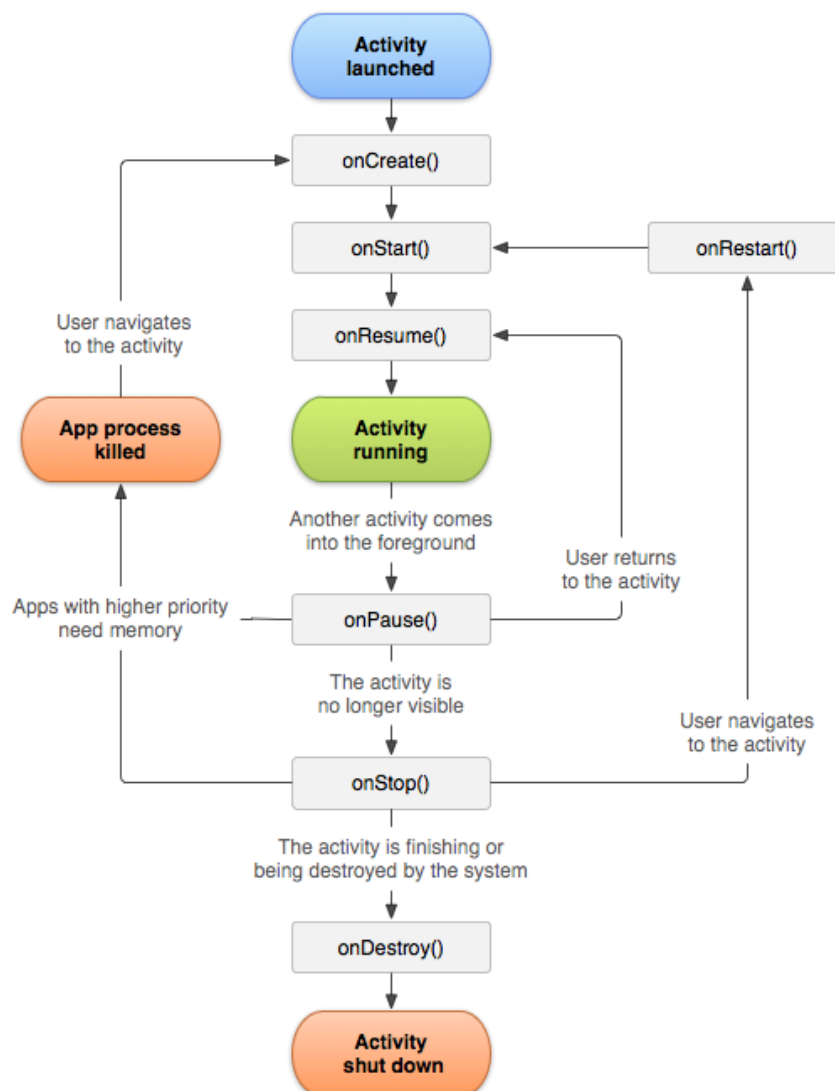 Activity
launched
onCreate()
onStart()
onRestart()
onResume()
User navigates
to the activity
App process
killed
Activity
running
Another activity comes
into the foreground
User returns
to the activity
Apps with higher priority
need memory
onPause()
The activity is
no longer visible
User navigates
to the activity
onStop()
The activity is finishing or
being destroyed by the system
onDestroy()
Activity
shut down